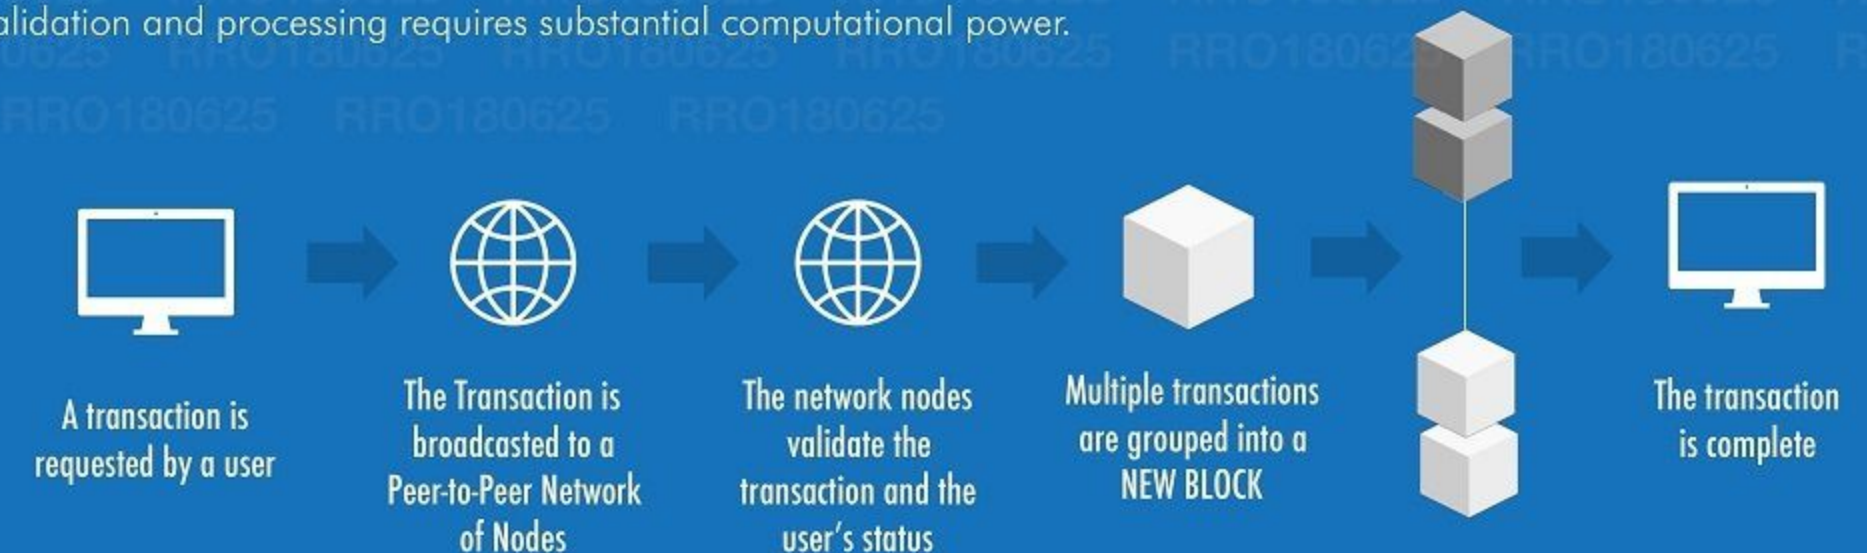 alidation and processing requires substantial computational power.
0625 RRO180625 RRO180625 RRO180625 RRO180625 RRO180625 R
RRO180625 RRO180625 RRO180625
A transaction is
requested by a user
The Transaction is
broadcasted to a
Peer-to-Peer Network
of Nodes
The network nodes
validate the
transaction and the
user's status
Multiple transactions
are grouped into a
NEW BLOCK
The transaction
is complete